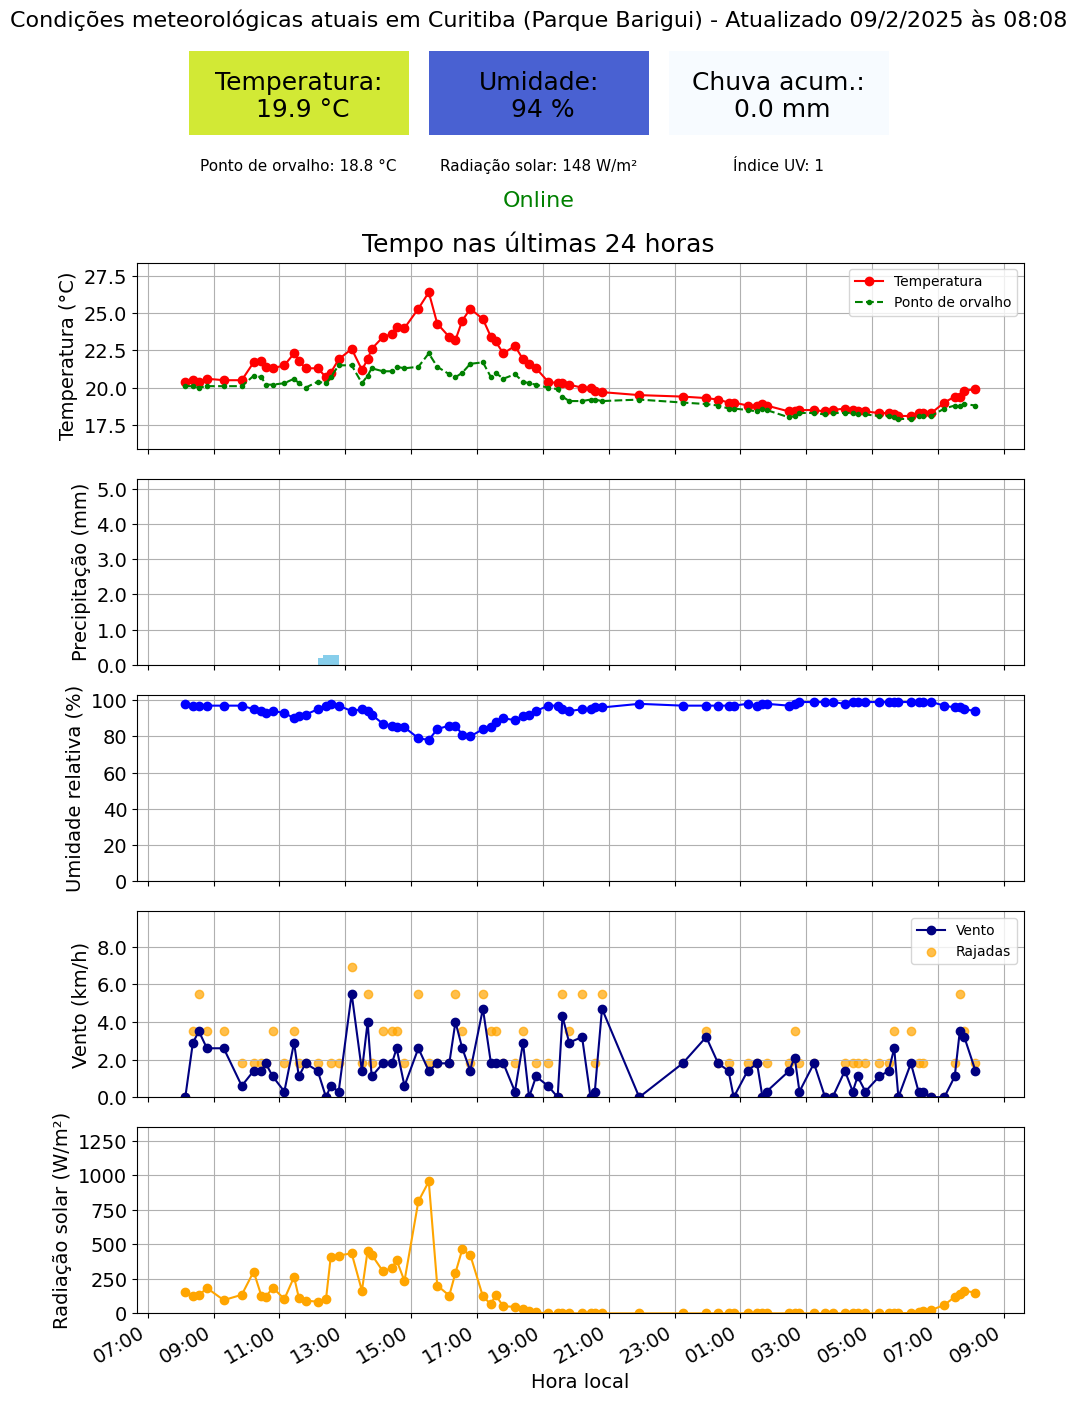 Condições meteorológicas atuais em Curitiba (Parque Barigui) - Atualizado 09/2/2025 às 08:08
Temperatura:
19.9 °C
Umidade:
94 %
Chuva acum.:
0.0 mm
Ponto de orvalho: 18.8 °C
Radiação solar: 148 W/m²
Índice UV: 1
Online
Tempo nas últimas 24 horas
Temperatura (°C)
27.5
25.0
22.5
20.0
17.5
Temperatura
Ponto de orvalho
Precipitação (mm)
5.0
4.0
3.0
2.0
1.0
0.0
Umidade relativa (%)
100
80
60
40
20
0
Vento (km/h)
8.0
6.0
4.0
2.0
0.0
Vento
Rajadas
Radiação solar (W/m²)
1250
1000
750
500
250
0
07:00
09:00
11:00
13:00
15:00
17:00
19:00
21:00
23:00
01:00
03:00
05:00
07:00
09:00
Hora local